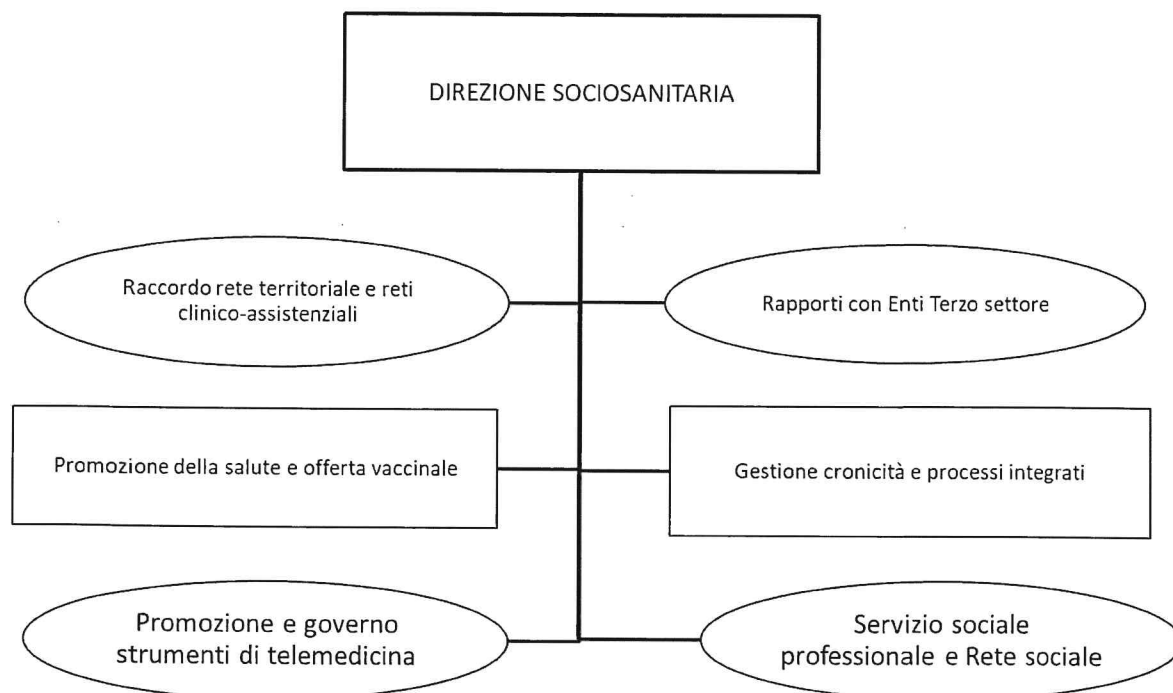 DIREZIONE SOCIOSANITARIA
Raccordo rete territoriale e reti
clinico-assistenziali
Rapporti con Enti Terzo settore
Promozione della salute e offerta vaccinale
Gestione cronicità e processi integrati
Promozione e governo
strumenti di telemedicina
Servizio sociale
professionale e Rete sociale